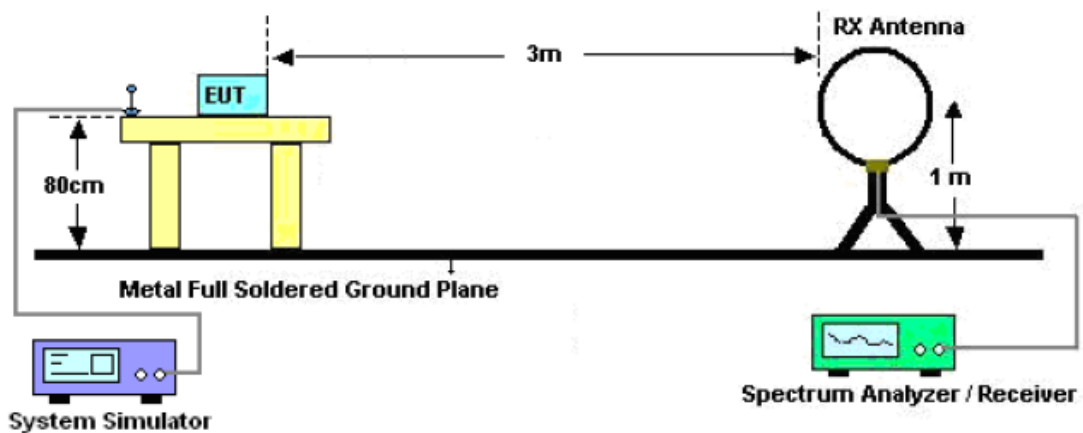 RX Antenna
3m
EUT
80cm
1 m
Metal Full Soldered Ground Plane
Spectrum Analyzer / Receiver
System Simulator